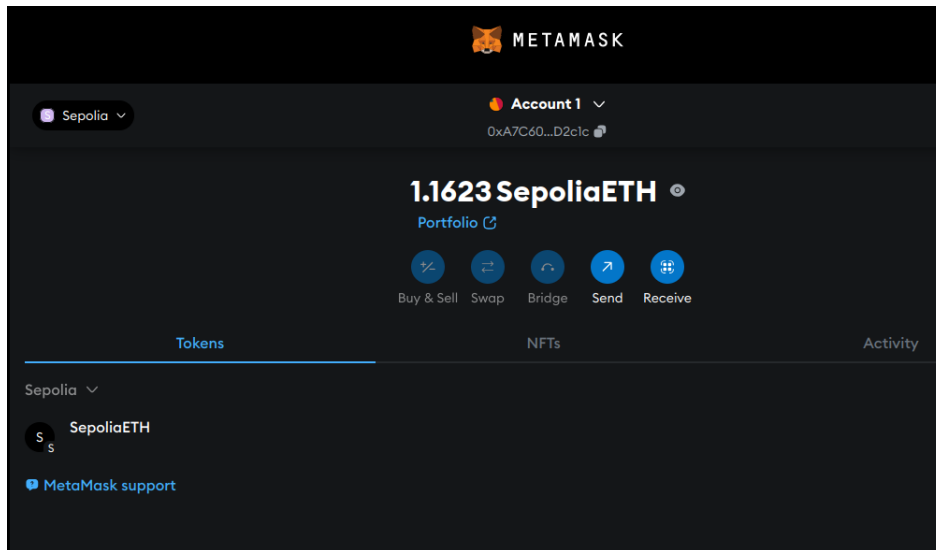 METAMASK
S Sepolia
Account 1
0xA7C60...D2c1c
1.1623 SepoliaETH
Portfolio
Buy & Sell Swap Bridge Send Receive
Tokens NFTs Activity
Sepolia
S S SepoliaETH
MetaMask support